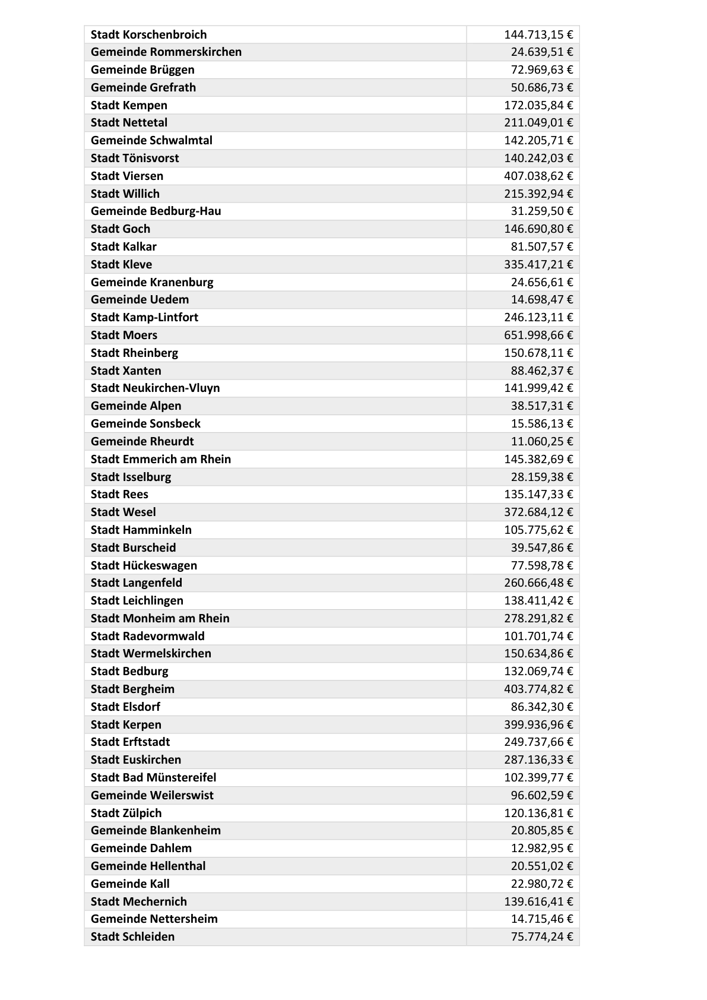 Stadt Korschenbroich 144.713,15 €
Gemeinde Rommerskirchen 24.639,51 €
Gemeinde Brüggen 72.969,63 €
Gemeinde Grefrath 50.686,73 €
Stadt Kempen 172.035,84 €
Stadt Nettetal 211.049,01 €
Gemeinde Schwalmtal 142.205,71 €
Stadt Tönisvorst 140.242,03 €
Stadt Viersen 407.038,62 €
Stadt Willich 215.392,94 €
Gemeinde Bedburg-Hau 31.259,50 €
Stadt Goch 146.690,80 €
Stadt Kalkar 81.507,57 €
Stadt Kleve 335.417,21 €
Gemeinde Kranenburg 24.656,61 €
Gemeinde Uedem 14.698,47 €
Stadt Kamp-Lintfort 246.123,11 €
Stadt Moers 651.998,66 €
Stadt Rheinberg 150.678,11 €
Stadt Xanten 88.462,37 €
Stadt Neukirchen-Vluyn 141.999,42 €
Gemeinde Alpen 38.517,31 €
Gemeinde Sonsbeck 15.586,13 €
Gemeinde Rheurdt 11.060,25 €
Stadt Emmerich am Rhein 145.382,69 €
Stadt Isselburg 28.159,38 €
Stadt Rees 135.147,33 €
Stadt Wesel 372.684,12 €
Stadt Hamminkeln 105.775,62 €
Stadt Burscheid 39.547,86 €
Stadt Hückeswagen 77.598,78 €
Stadt Langenfeld 260.666,48 €
Stadt Leichlingen 138.411,42 €
Stadt Monheim am Rhein 278.291,82 €
Stadt Radevormwald 101.701,74 €
Stadt Wermelskirchen 150.634,86 €
Stadt Bedburg 132.069,74 €
Stadt Bergheim 403.774,82 €
Stadt Elsdorf 86.342,30 €
Stadt Kerpen 399.936,96 €
Stadt Erftstadt 249.737,66 €
Stadt Euskirchen 287.136,33 €
Stadt Bad Münstereifel 102.399,77 €
Gemeinde Weilerswist 96.602,59 €
Stadt Zülpich 120.136,81 €
Gemeinde Blankenheim 20.805,85 €
Gemeinde Dahlem 12.982,95 €
Gemeinde Hellenthal 20.551,02 €
Gemeinde Kall 22.980,72 €
Stadt Mechernich 139.616,41 €
Gemeinde Nettersheim 14.715,46 €
Stadt Schleiden 75.774,24 €